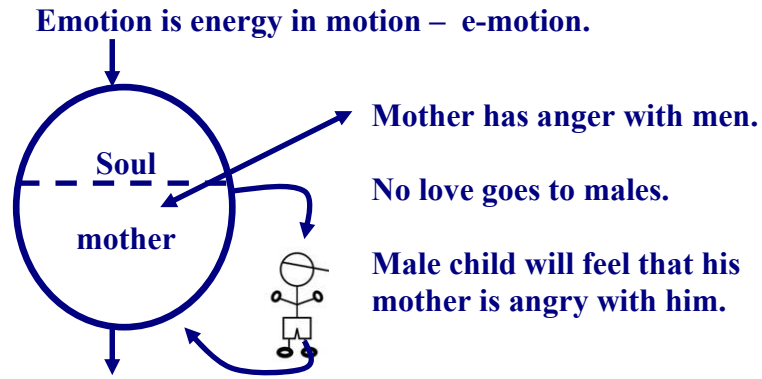 Emotion is energy in motion – e-motion.
Soul
mother
Mother has anger with men.
No love goes to males.
Male child will feel that his
mother is angry with him.